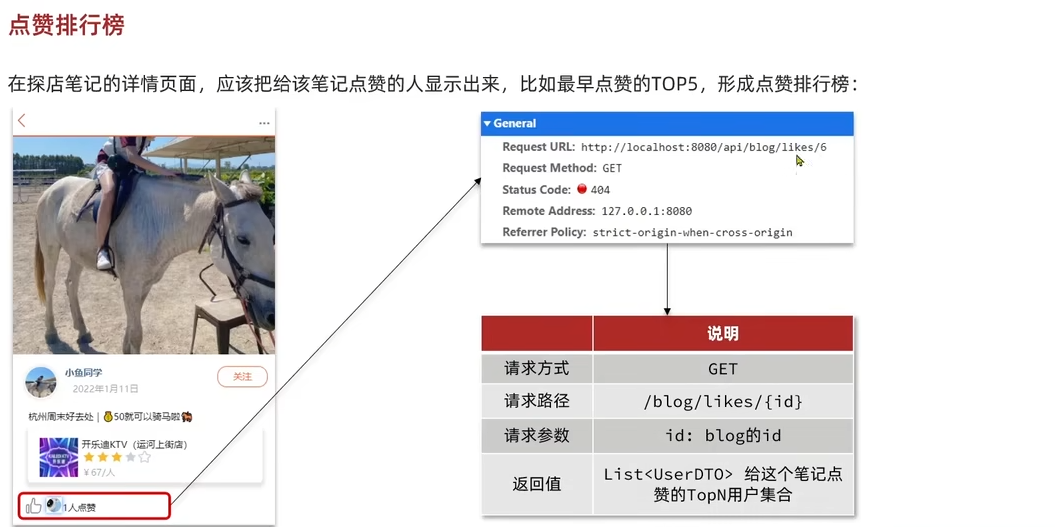 点赞排行榜
在探店笔记的详情页面，应该把给该笔记点赞的人显示出来，比如最早点赞的TOP5，形成点赞排行榜：
小鱼同学
2022年1月11日
关注
杭州周末好去处｜💰50就可以骑马啦🐴
开乐迪KTV（运河上街店）
￥67/人
1人点赞
General
Request URL: http://localhost:8080/api/blog/likes/6
Request Method: GET
Status Code: 404
Remote Address: 127.0.0.1:8080
Referrer Policy: strict-origin-when-cross-origin
说明
请求方式 GET
请求路径 /blog/likes/{id}
请求参数 id: blog的id
返回值 List<UserDTO> 给这个笔记点
赞的TopN用户集合